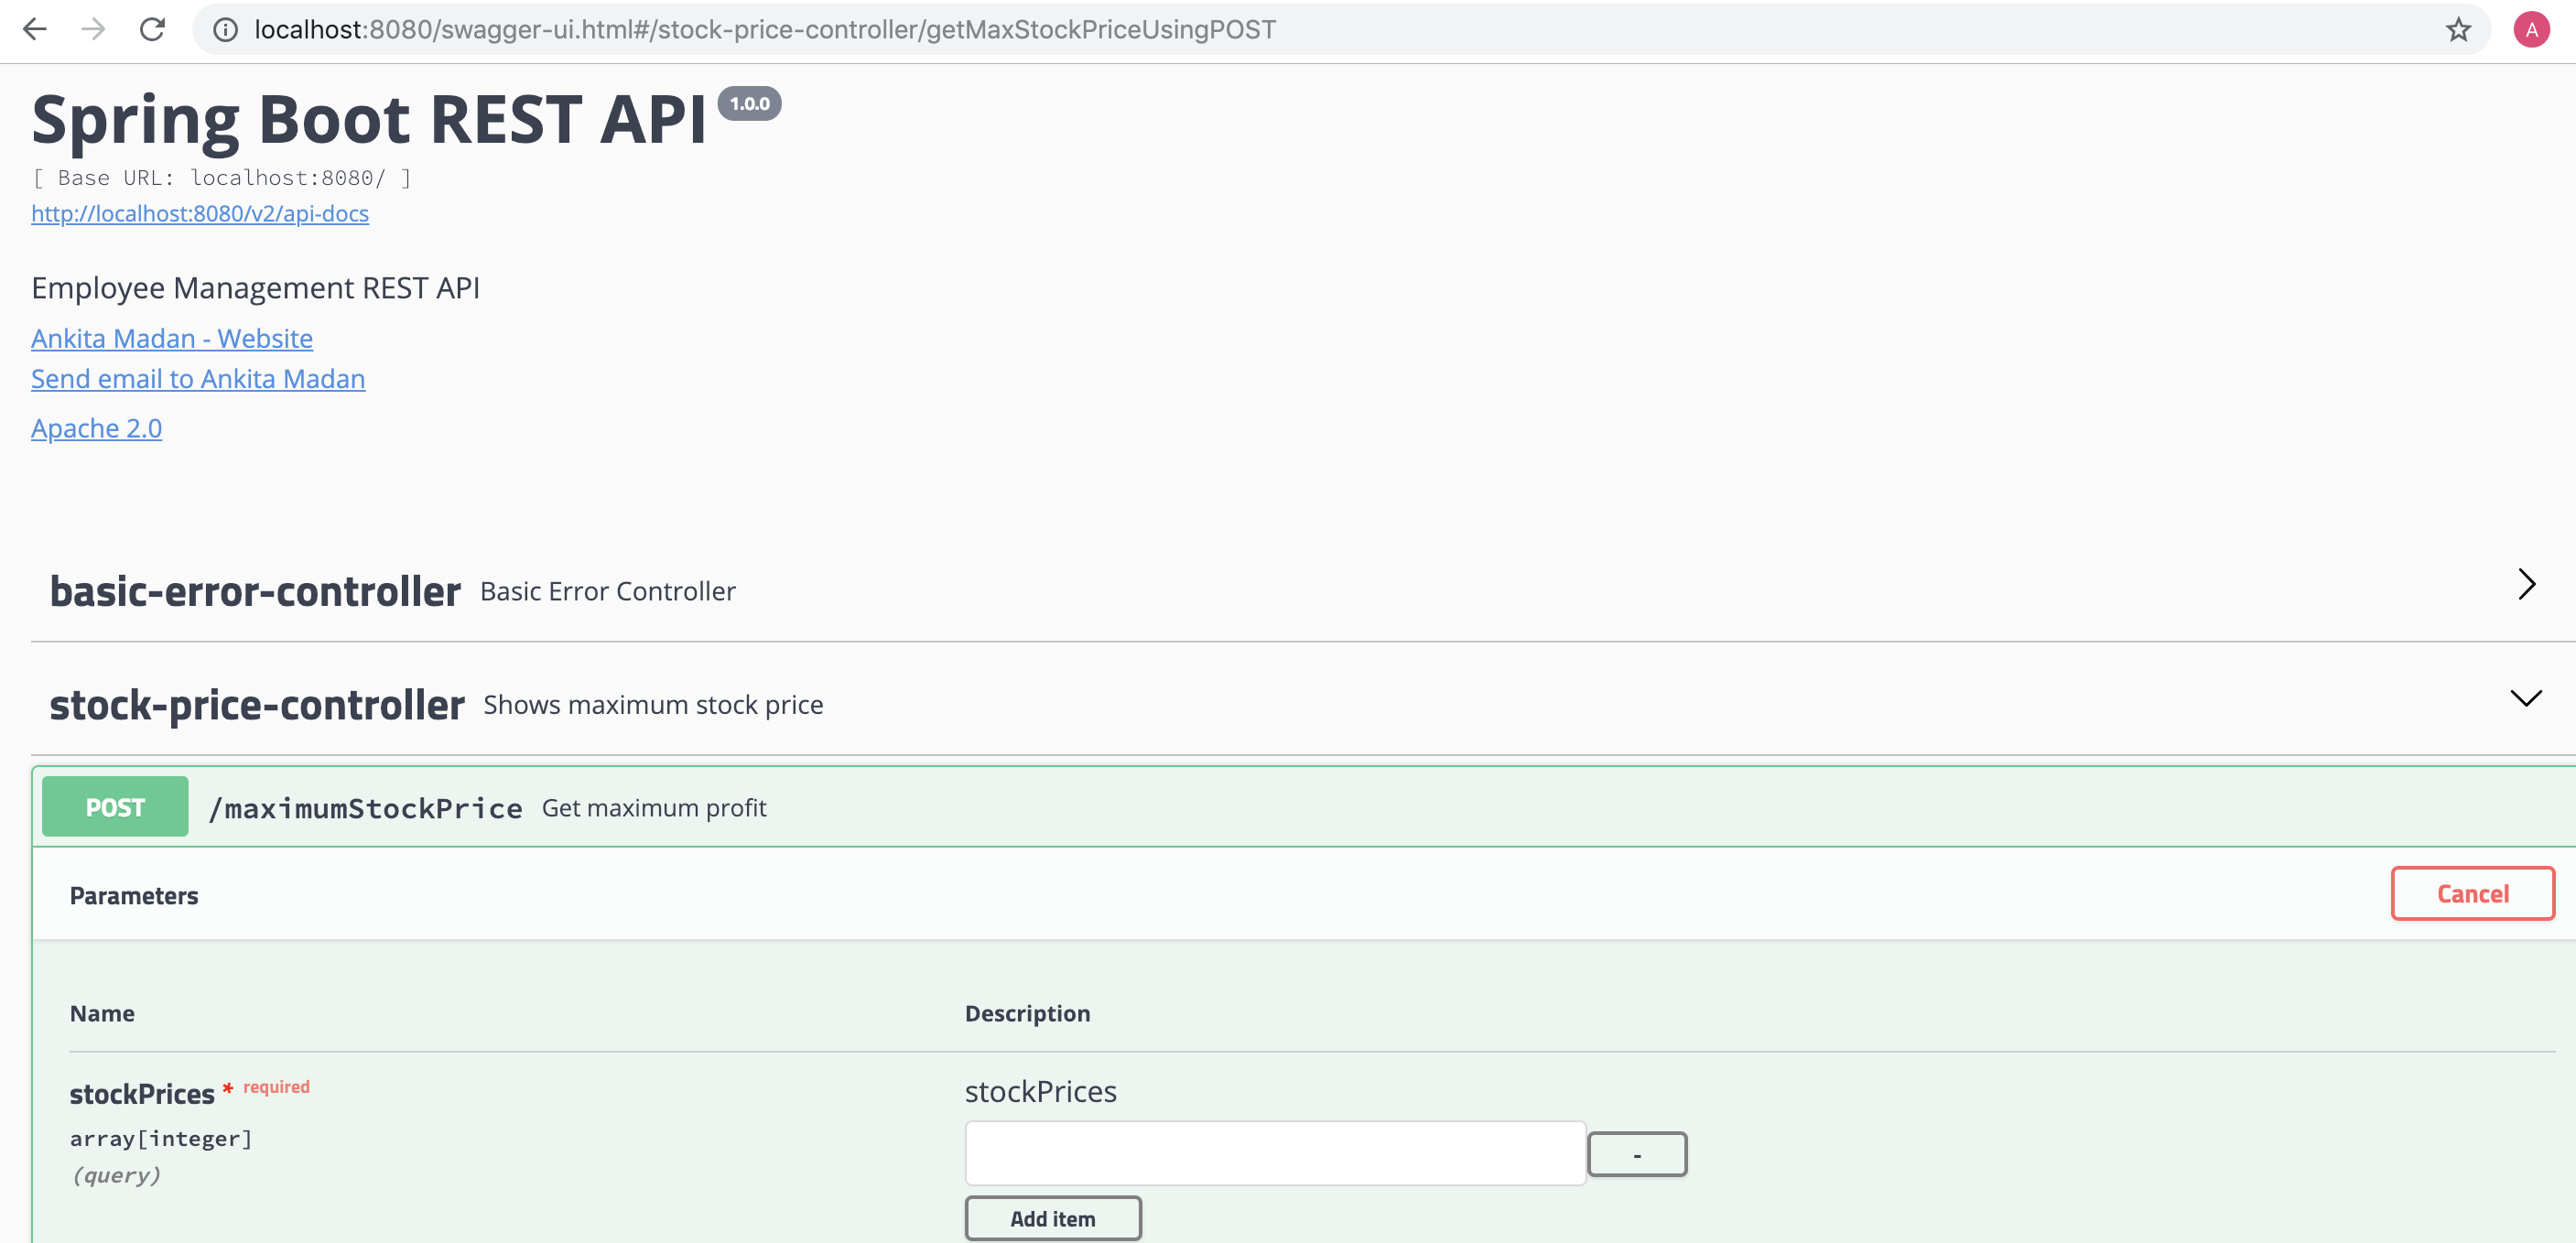 localhost:8080/swagger-ui.html#/stock-price-controller/getMaxStockPriceUsingPOST
A
Spring Boot REST API 1.0.0
[ Base URL: localhost:8080/ ]
http://localhost:8080/v2/api-docs
Employee Management REST API
Ankita Madan - Website
Send email to Ankita Madan
Apache 2.0
basic-error-controller Basic Error Controller
stock-price-controller Shows maximum stock price
POST /maximumStockPrice Get maximum profit
Parameters Cancel
Name Description
stockPrices * required stockPrices
array[integer] -
(query)
Add item